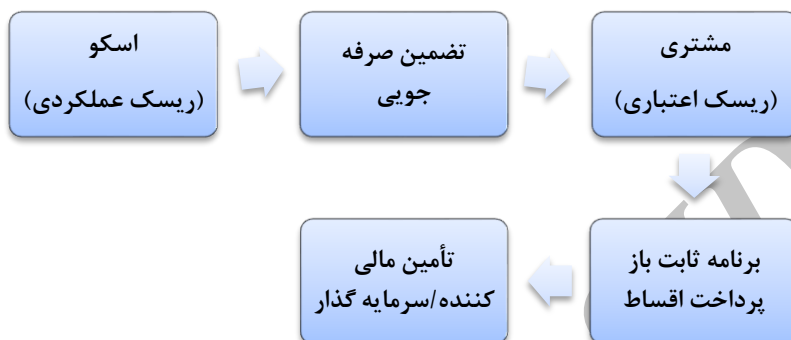 اسکو
(ریسک عملکردی)
تضمین صرفه
جویی
مشتری
(ریسک اعتباری)
برنامه ثابت باز
پرداخت اقساط
تأمین مالی
کننده/سرمایه گذار